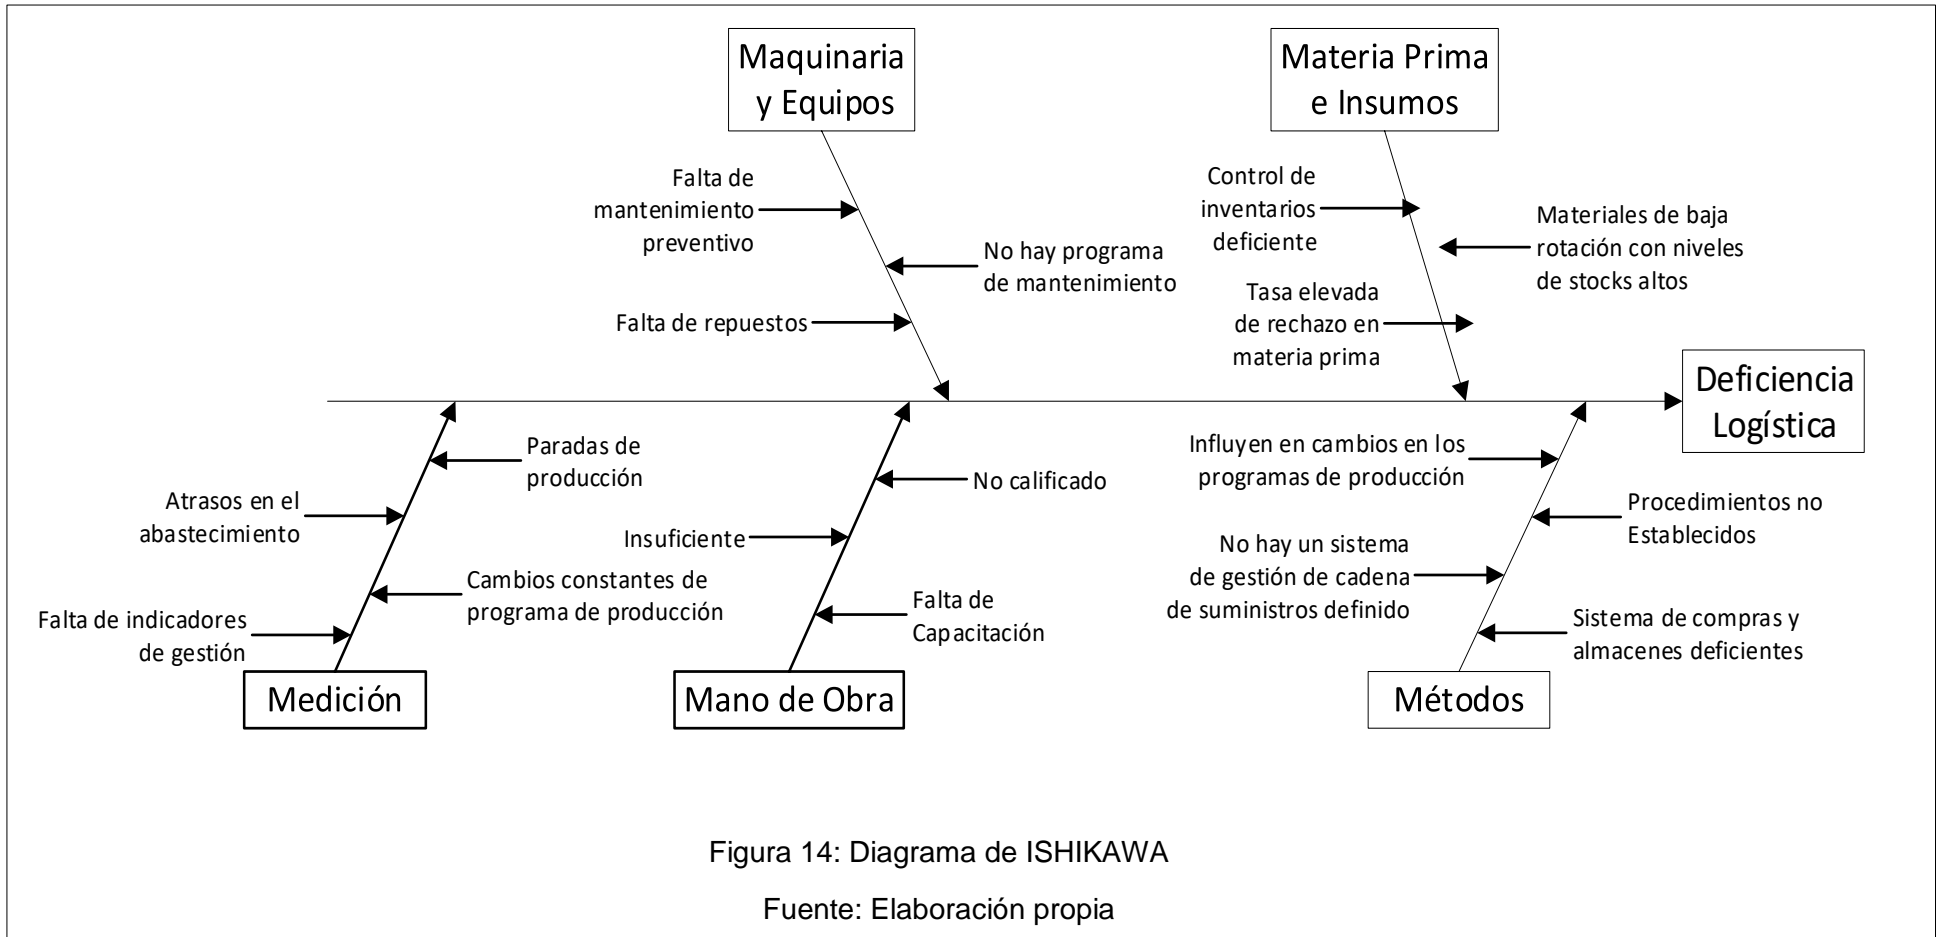 Maquinaria
y Equipos
Materia Prima
e Insumos
Falta de
mantenimiento
preventivo
No hay programa
de mantenimiento
Falta de repuestos
Control de
inventarios
deficiente
Materiales de baja
rotación con niveles
de stocks altos
Tasa elevada
de rechazo en
materia prima
Deficiencia
Logística
Paradas de
producción
Atrasos en el
abastecimiento
Cambios constantes de
programa de producción
Falta de indicadores
de gestión
Medición
No calificado
Insuficiente
Falta de
Capacitación
Mano de Obra
Influyen en cambios en los
programas de producción
Procedimientos no
Establecidos
No hay un sistema
de gestión de cadena
de suministros definido
Sistema de compras y
almacenes deficientes
Métodos
Figura 14: Diagrama de ISHIKAWA
Fuente: Elaboración propia